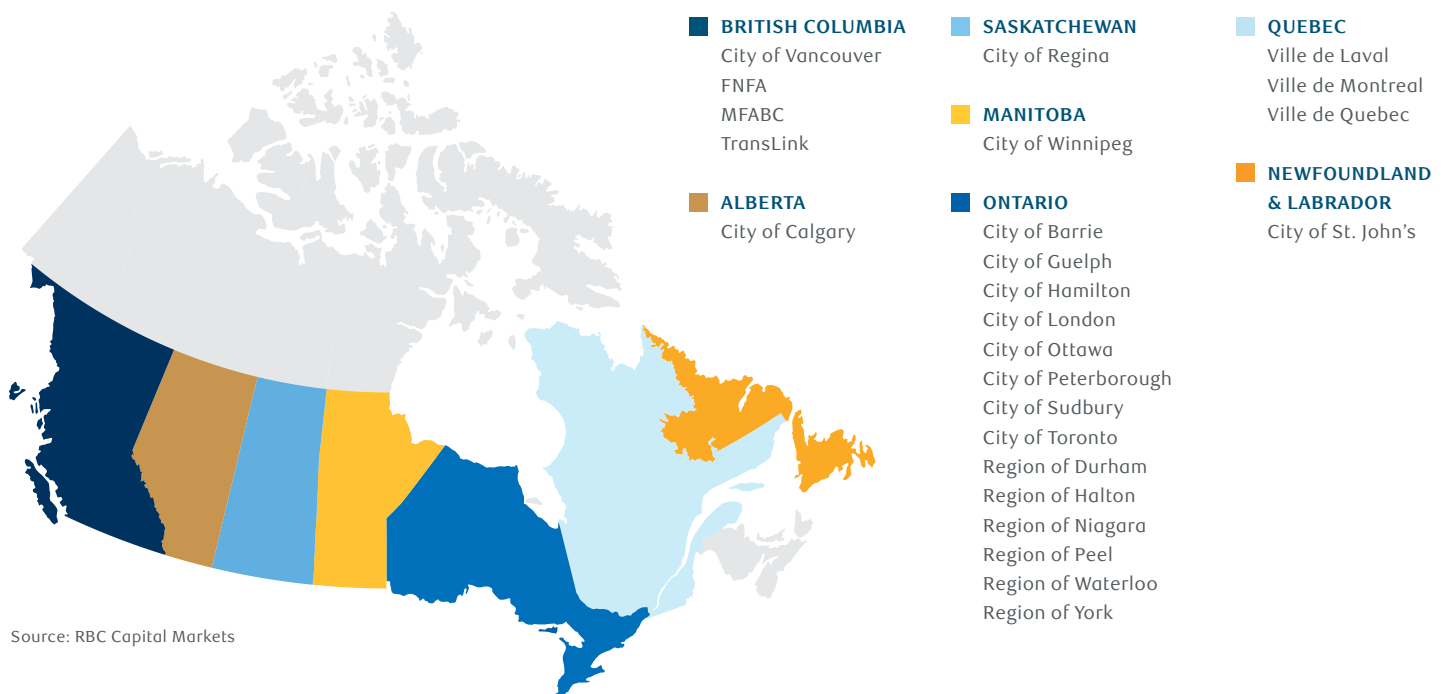 BRITISH COLUMBIA
City of Vancouver
FNFA
MFABC
TransLink
ALBERTA
City of Calgary
SASKATCHEWAN
City of Regina
MANITOBA
City of Winnipeg
ONTARIO
City of Barrie
City of Guelph
City of Hamilton
City of London
City of Ottawa
City of Peterborough
City of Sudbury
City of Toronto
Region of Durham
Region of Halton
Region of Niagara
Region of Peel
Region of Waterloo
Region of York
QUEBEC
Ville de Laval
Ville de Montreal
Ville de Quebec
NEWFOUNDLAND
& LABRADOR
City of St. John’s
Source: RBC Capital Markets